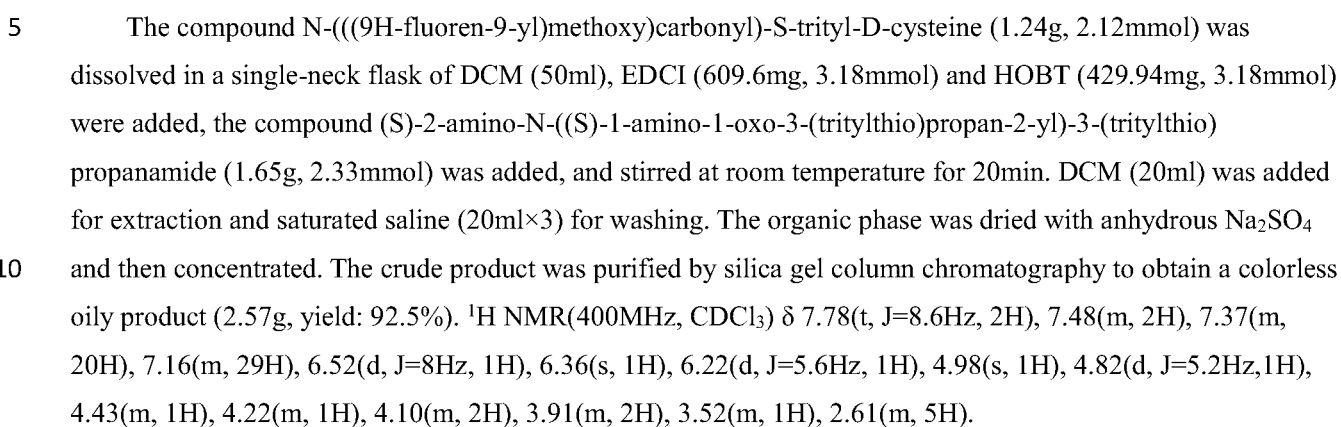 5 The compound N-(((9H-fluoren-9-yl)methoxy)carbonyl)-S-trityl-D-cysteine (1.24g, 2.12mmol) was
dissolved in a single-neck flask of DCM (50ml), EDCI (609.6mg, 3.18mmol) and HOBT (429.94mg, 3.18mmol)
were added, the compound (S)-2-amino-N-((S)-1-amino-1-oxo-3-(tritylthio)propan-2-yl)-3-(tritylthio)
propanamide (1.65g, 2.33mmol) was added, and stirred at room temperature for 20min. DCM (20ml) was added
for extraction and saturated saline (20ml×3) for washing. The organic phase was dried with anhydrous Na₂SO₄
10 and then concentrated. The crude product was purified by silica gel column chromatography to obtain a colorless
oily product (2.57g, yield: 92.5%). ¹H NMR(400MHz, CDCl₃) δ 7.78(t, J=8.6Hz, 2H), 7.48(m, 2H), 7.37(m,
20H), 7.16(m, 29H), 6.52(d, J=8Hz, 1H), 6.36(s, 1H), 6.22(d, J=5.6Hz, 1H), 4.98(s, 1H), 4.82(d, J=5.2Hz,1H),
4.43(m, 1H), 4.22(m, 1H), 4.10(m, 2H), 3.91(m, 2H), 3.52(m, 1H), 2.61(m, 5H).